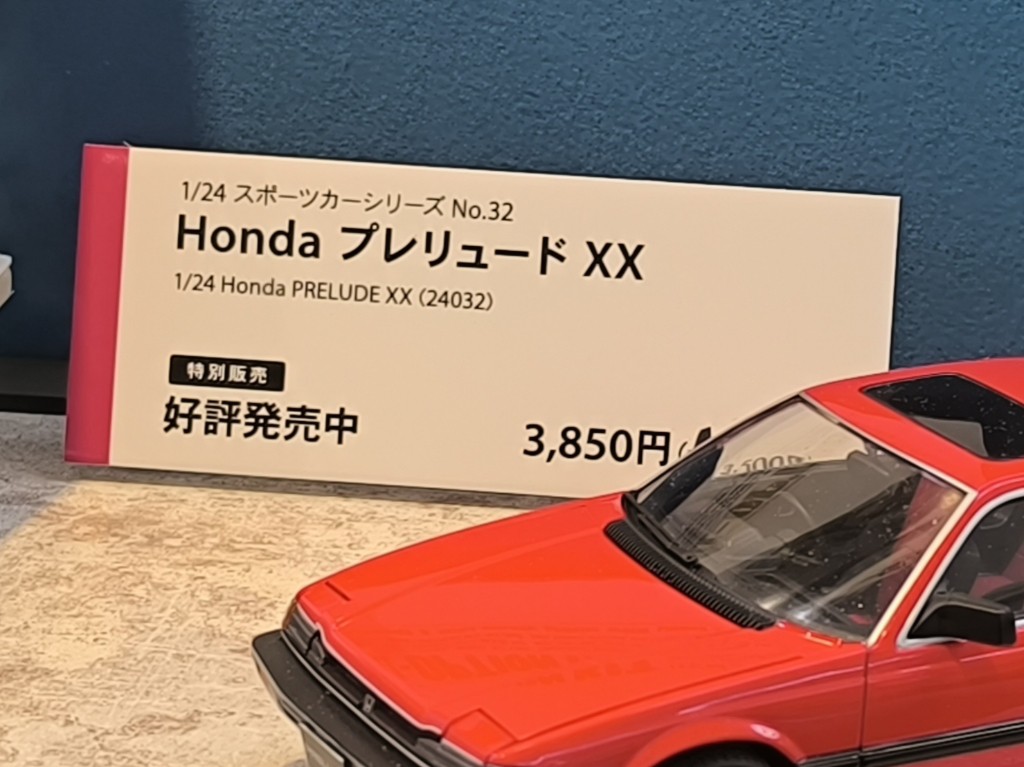 1/24 スポーツカーシリーズ No.32
Honda プレリュード XX
1/24 Honda PRELUDE XX (24032)
特別販売
好評発売中
3,850円